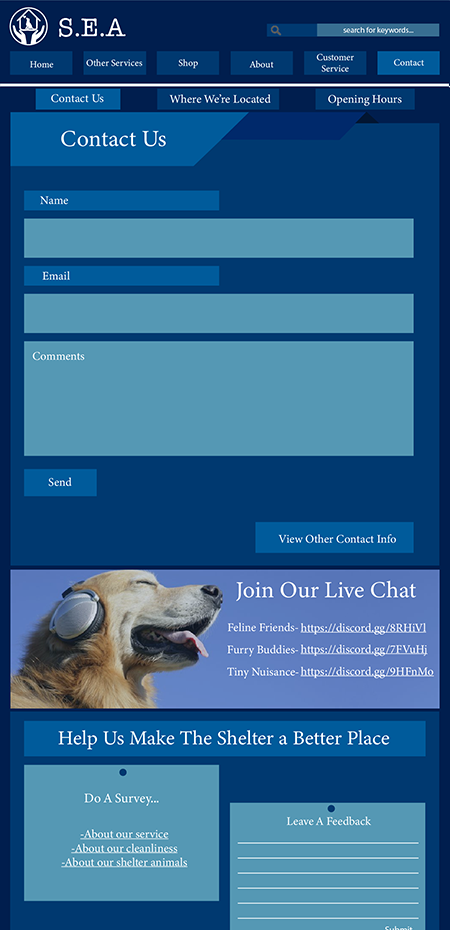 S.E.A
search for keywords...
Home
Other Services
Shop
About
Customer
Service
Contact
Contact Us
Where We're Located
Opening Hours
Contact Us
Name
Email
Comments
Send
View Other Contact Info
Join Our Live Chat
Feline Friends- https://discord.gg/8RHiVl
Furry Buddies- https://discord.gg/7FVuHj
Tiny Nuisance- https://discord.gg/9HFnMo
Help Us Make The Shelter a Better Place
Do A Survey...
-About our service
-About our cleanliness
-About our shelter animals
Leave A Feedback
Submit